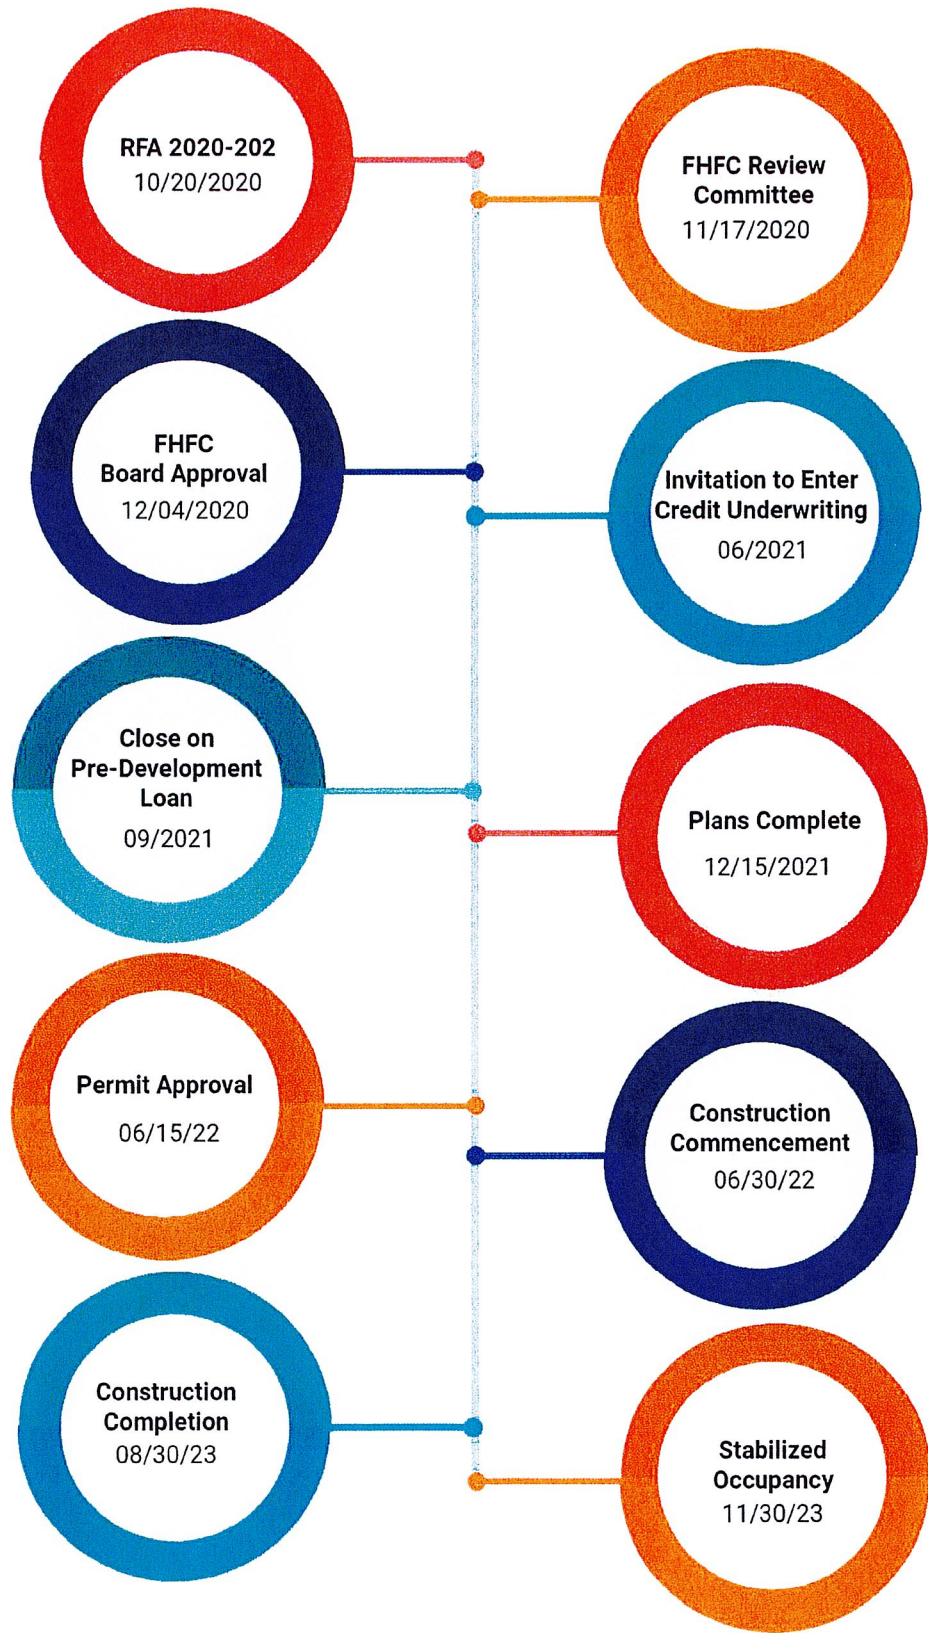 RFA 2020-202
10/20/2020
FHFC Review
Committee
11/17/2020
FHFC
Board Approval
12/04/2020
Invitation to Enter
Credit Underwriting
06/2021
Close on
Pre-Development
Loan
09/2021
Plans Complete
12/15/2021
Permit Approval
06/15/22
Construction
Commencement
06/30/22
Construction
Completion
08/30/23
Stabilized
Occupancy
11/30/23